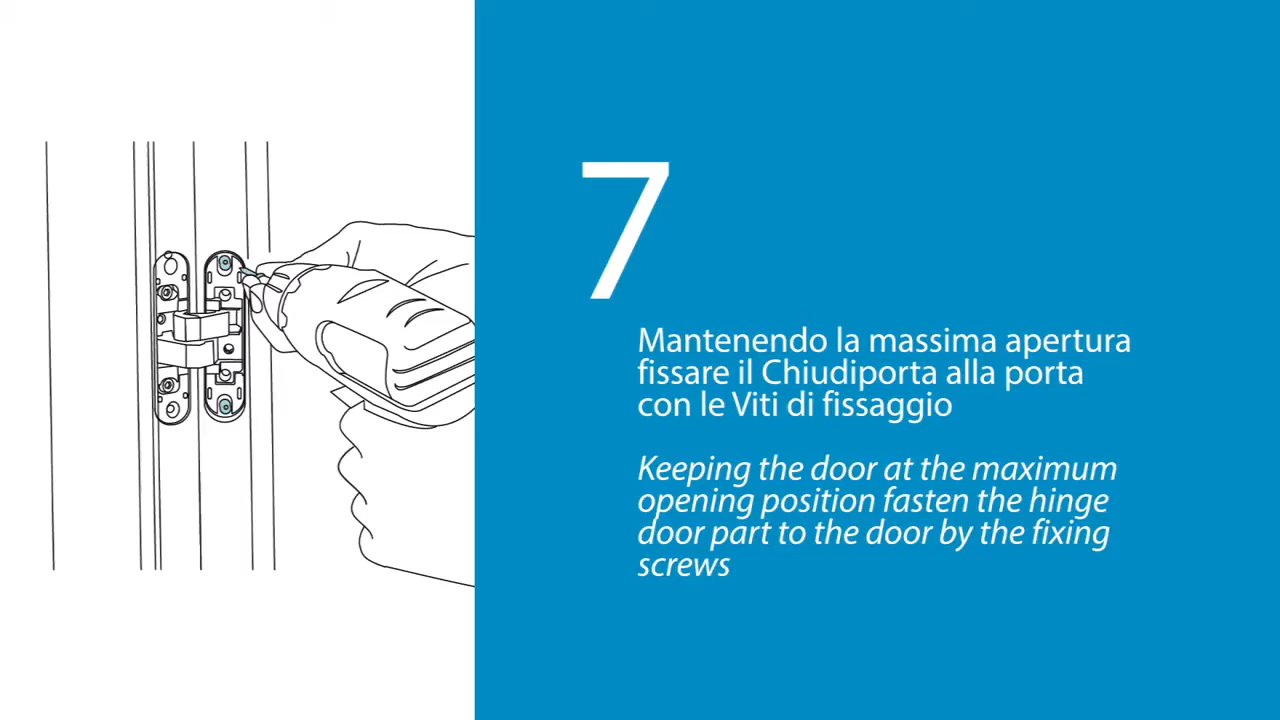 7
Mantenendo la massima apertura
fissare il Chiudiporta alla porta
con le Viti di fissaggio
Keeping the door at the maximum
opening position fasten the hinge
door part to the door by the fixing
screws